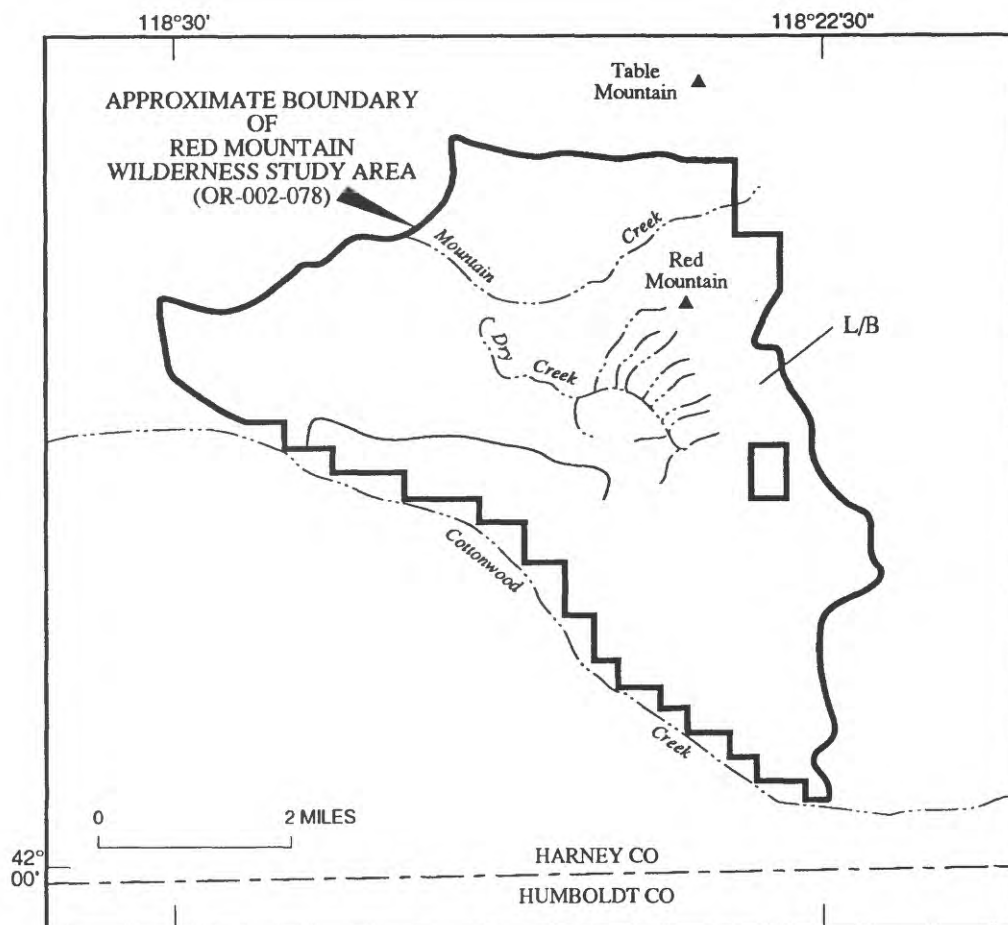 118°30'
118°22'30"
Table
Mountain
APPROXIMATE BOUNDARY
OF
RED MOUNTAIN
WILDERNESS STUDY AREA
(OR-002-078)
Mountain
Creek
Red
Mountain
L/B
Dry
Creek
Cottonwood
Creek
0
2 MILES
42°
00'
HARNEY CO
HUMBOLDT CO